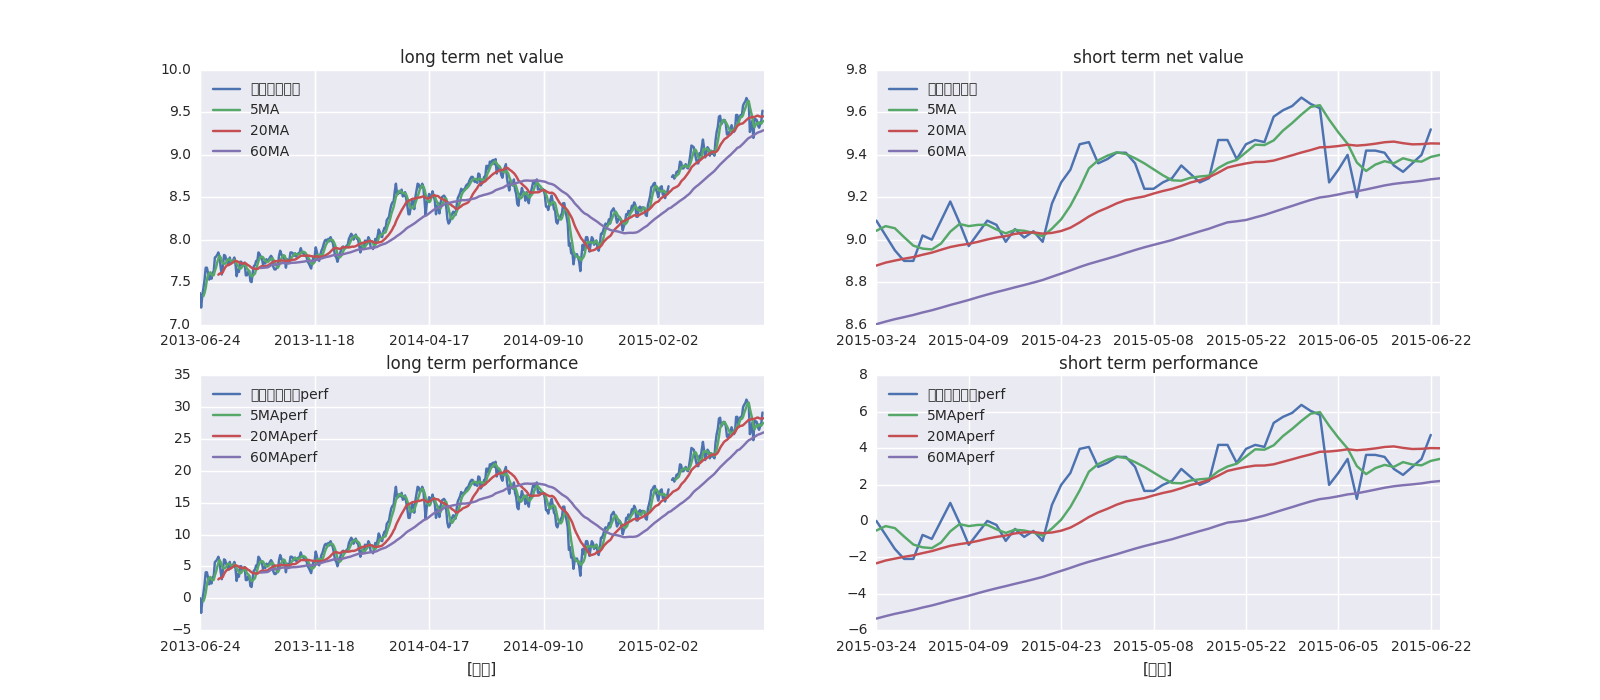 long term net value
10.0
9.5
9.0
8.5
8.0
7.5
7.0
5MA
20MA
60MA
2013-06-24 2013-11-18 2014-04-17 2014-09-10 2015-02-02
short term net value
9.8
9.6
9.4
9.2
9.0
8.8
8.6
5MA
20MA
60MA
2015-03-24 2015-04-09 2015-04-23 2015-05-08 2015-05-22 2015-06-05 2015-06-22
long term performance
35
30
25
20
15
10
5
0
−5
perf
5MAperf
20MAperf
60MAperf
2013-06-24 2013-11-18 2014-04-17 2014-09-10 2015-02-02
short term performance
8
6
4
2
0
−2
−4
−6
perf
5MAperf
20MAperf
60MAperf
2015-03-24 2015-04-09 2015-04-23 2015-05-08 2015-05-22 2015-06-05 2015-06-22